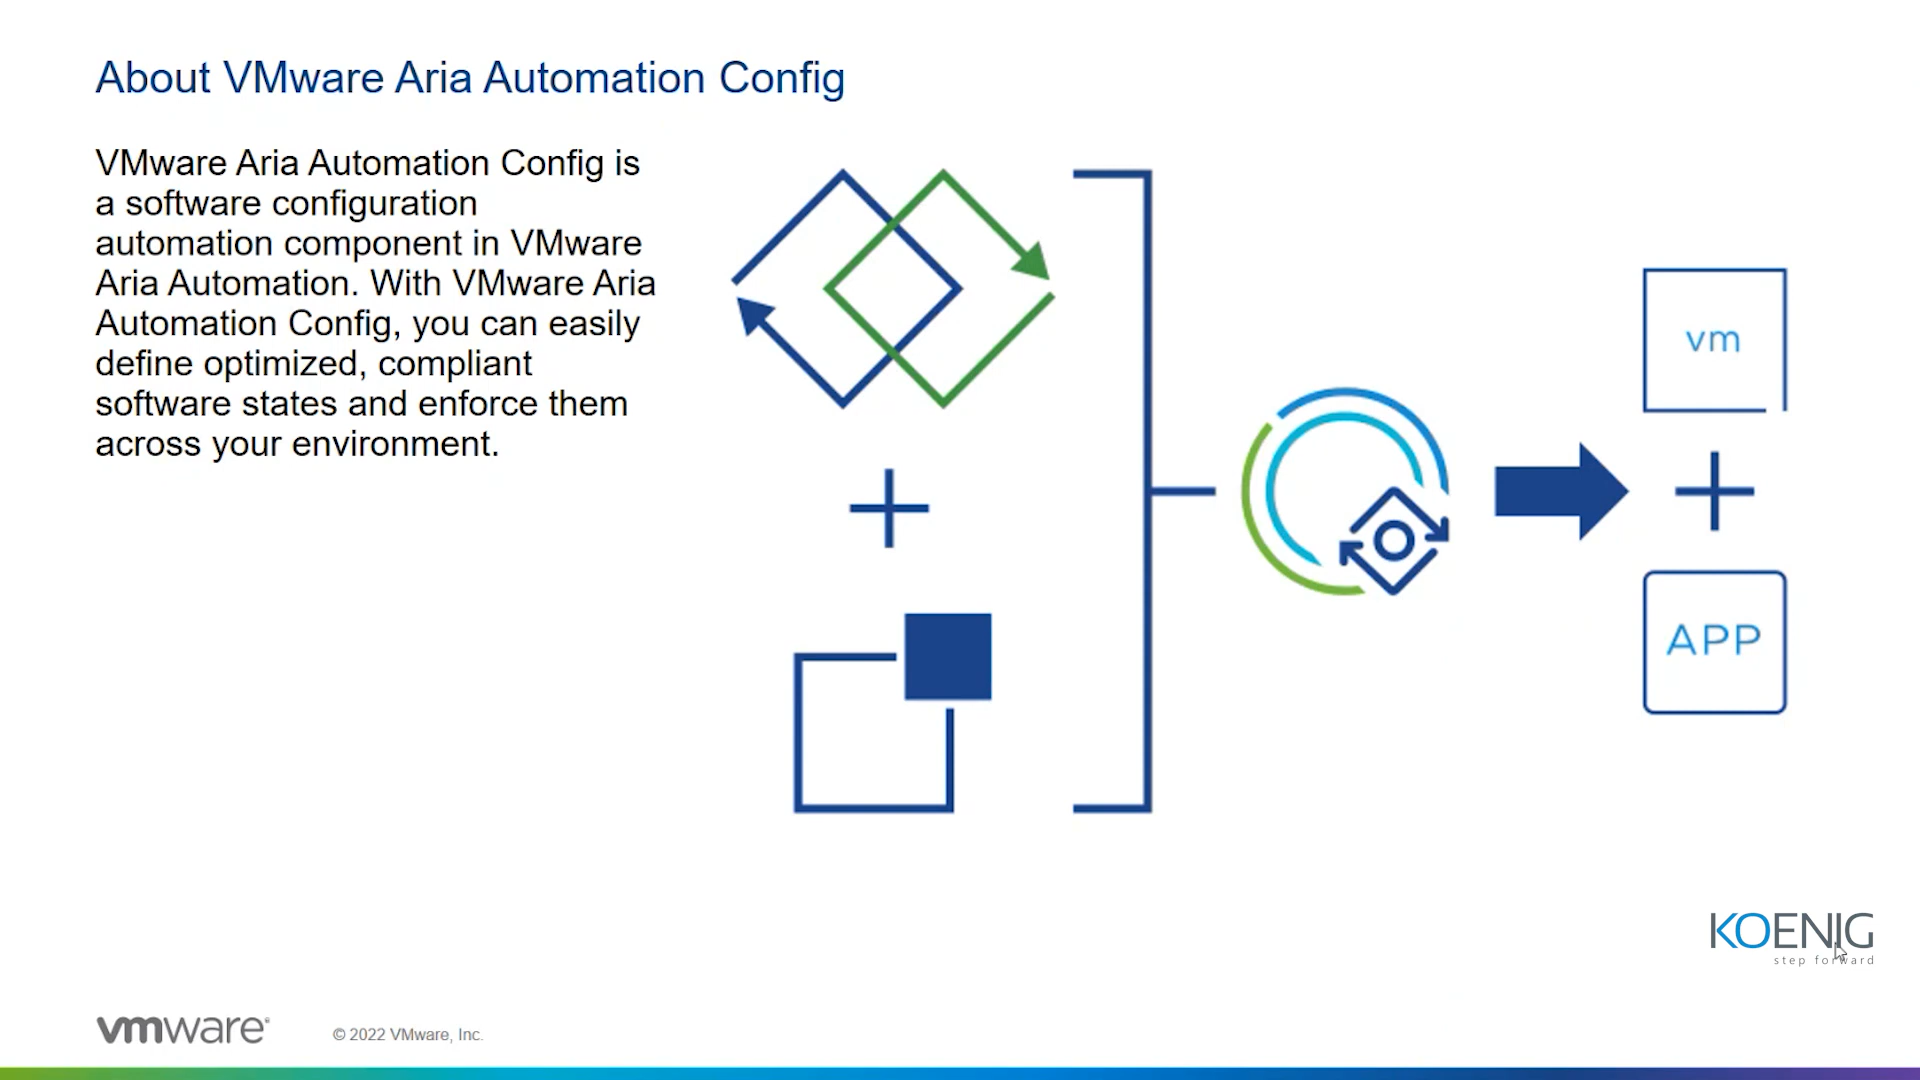 About VMware Aria Automation Config
VMware Aria Automation Config is
a software configuration
automation component in VMware
Aria Automation. With VMware Aria
Automation Config, you can easily
define optimized, compliant
software states and enforce them
across your environment.
vm
APP
KOENIG
step forward
vmware®
© 2022 VMware, Inc.